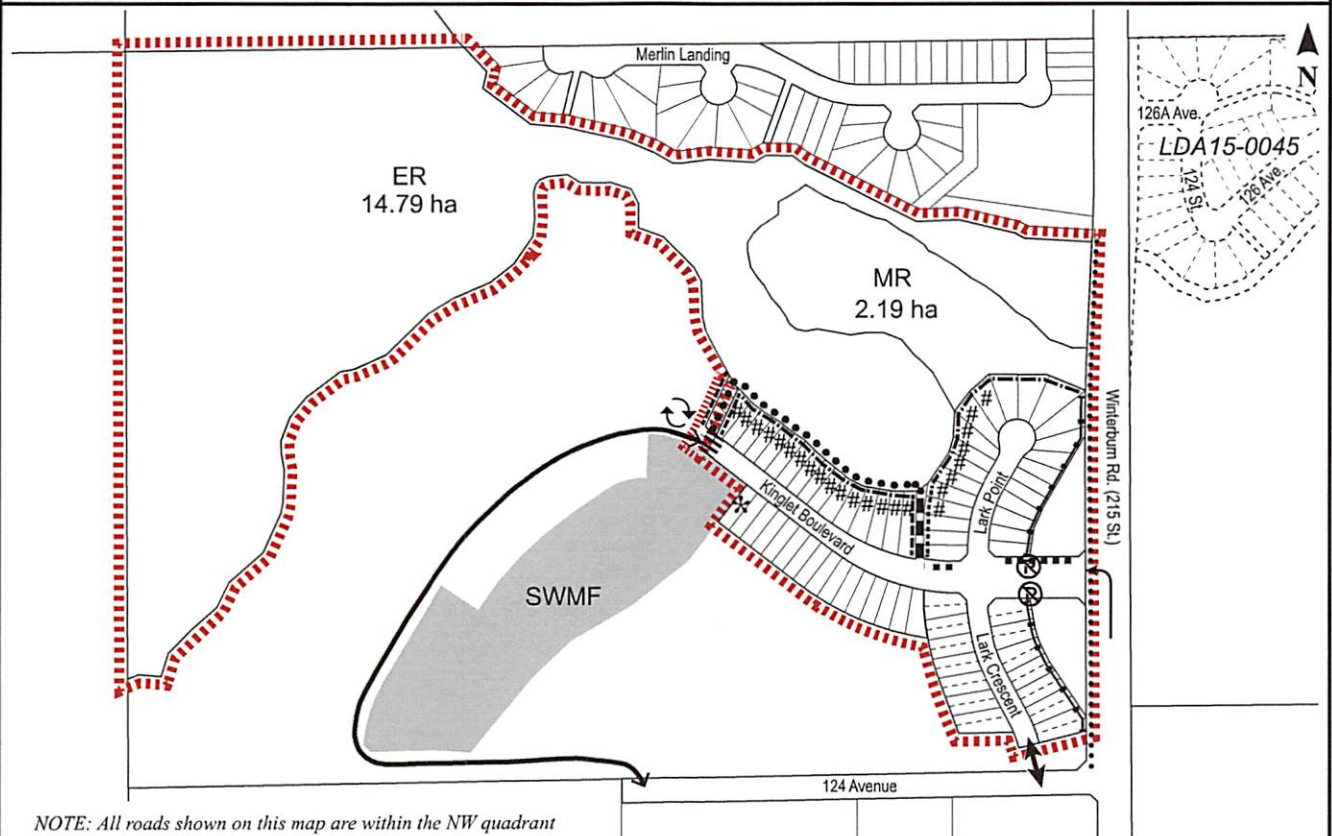 Merlin Landing
N
126A Ave.
LDA15-0045
124 St.
126 Ave.
ER
14.79 ha
MR
2.19 ha
Winterburn Rd. (215 St.)
Kinglet Boulevard
Lark Point
SWMF
Lark Crescent
124 Avenue
NOTE: All roads shown on this map are within the NW quadrant